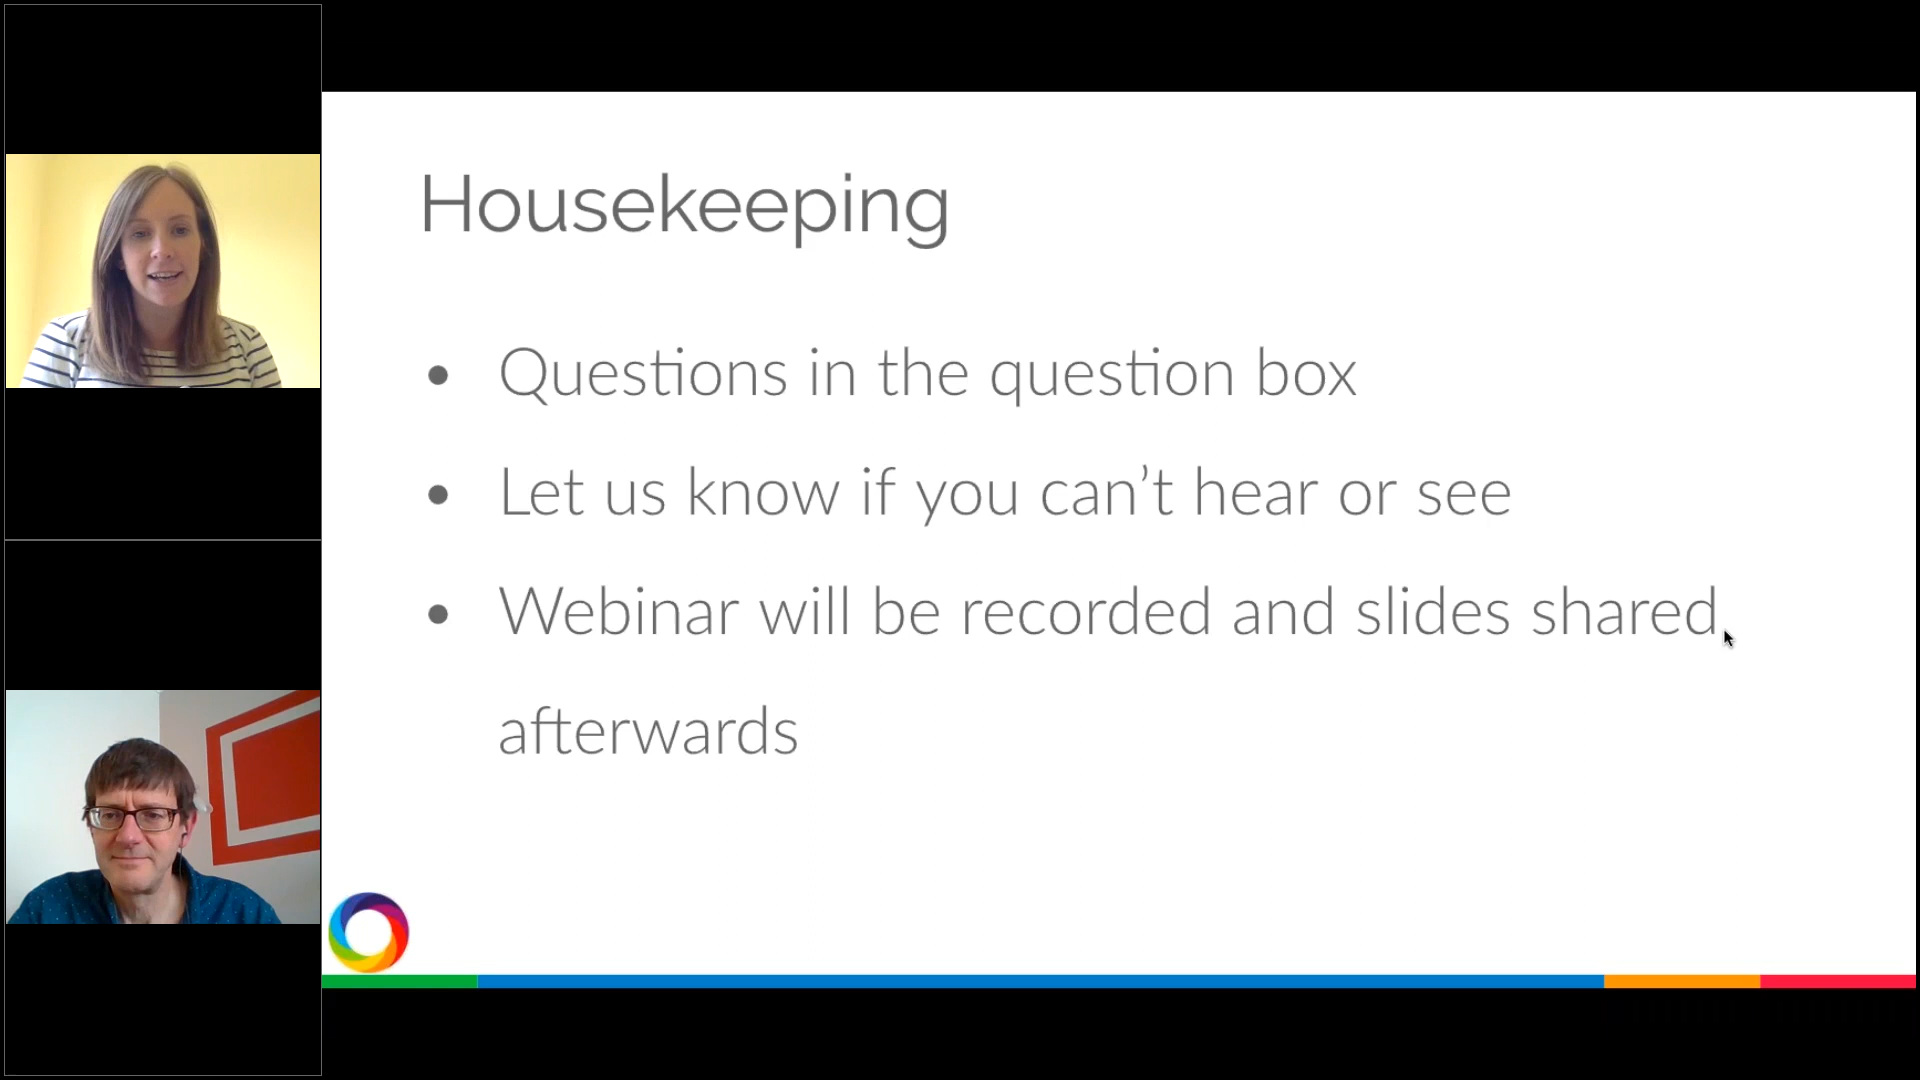 Housekeeping
• Questions in the question box
• Let us know if you can’t hear or see
• Webinar will be recorded and slides shared
afterwards